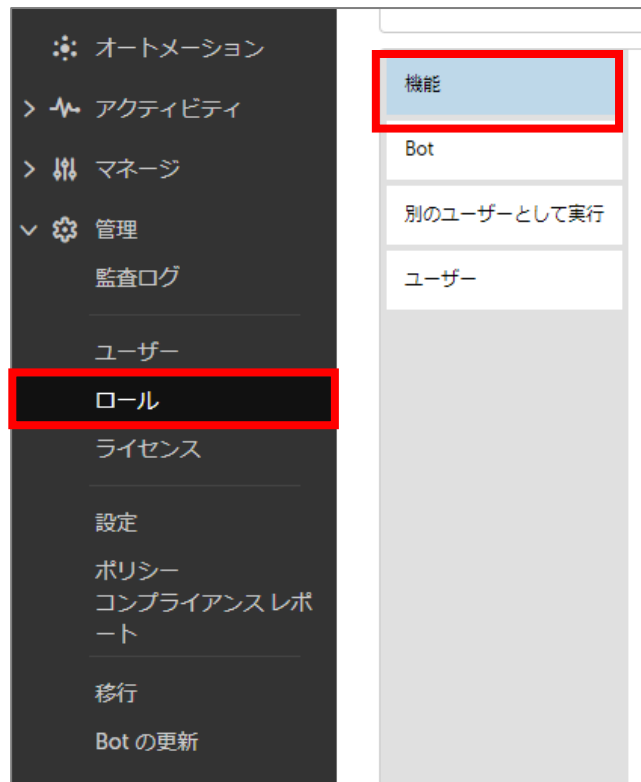 オートメーション
アクティビティ
マネージ
管理
監査ログ
ユーザー
ロール
ライセンス
設定
ポリシー
コンプライアンス レポ
ート
移行
Bot の更新
機能
Bot
別のユーザーとして実行
ユーザー